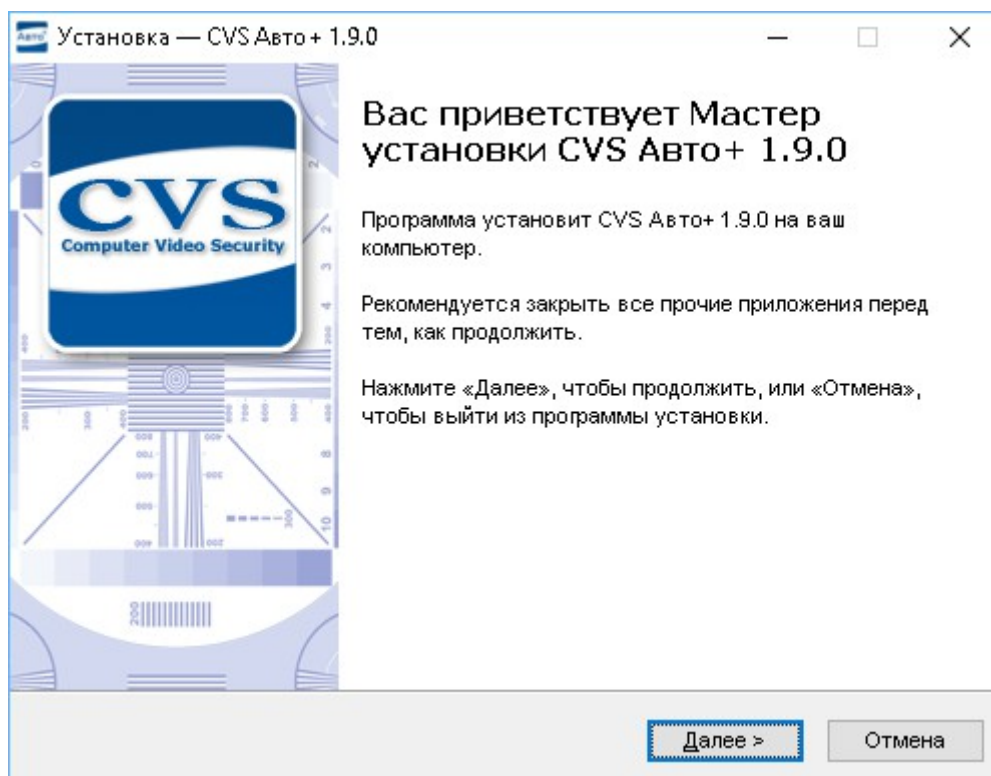 Авто
Установка — CVS Авто + 1.9.0
CVS
Computer Video Security
Вас приветствует Мастер
установки CVS Авто+ 1.9.0
Программа установит CVS Авто+ 1.9.0 на ваш
компьютер.
Рекомендуется закрыть все прочие приложения перед
тем, как продолжить.
Нажмите «Далее», чтобы продолжить, или «Отмена»,
чтобы выйти из программы установки.
200
Далее >
Отмена